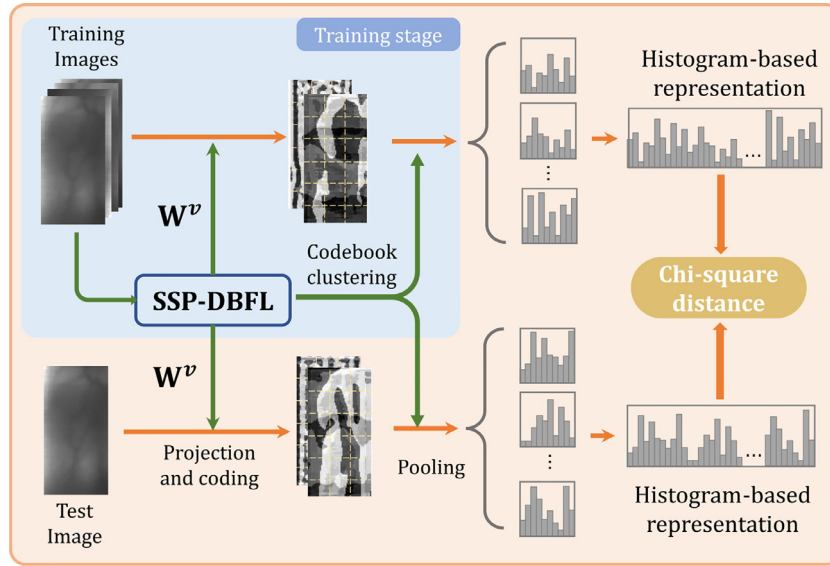 Training
Images
Training stage
Histogram-based
representation
...
...
W^v
Codebook
clustering
SSP-DBFL
Chi-square
distance
W^v
Projection
and coding
Pooling
...
...
Test
Image
Histogram-based
representation